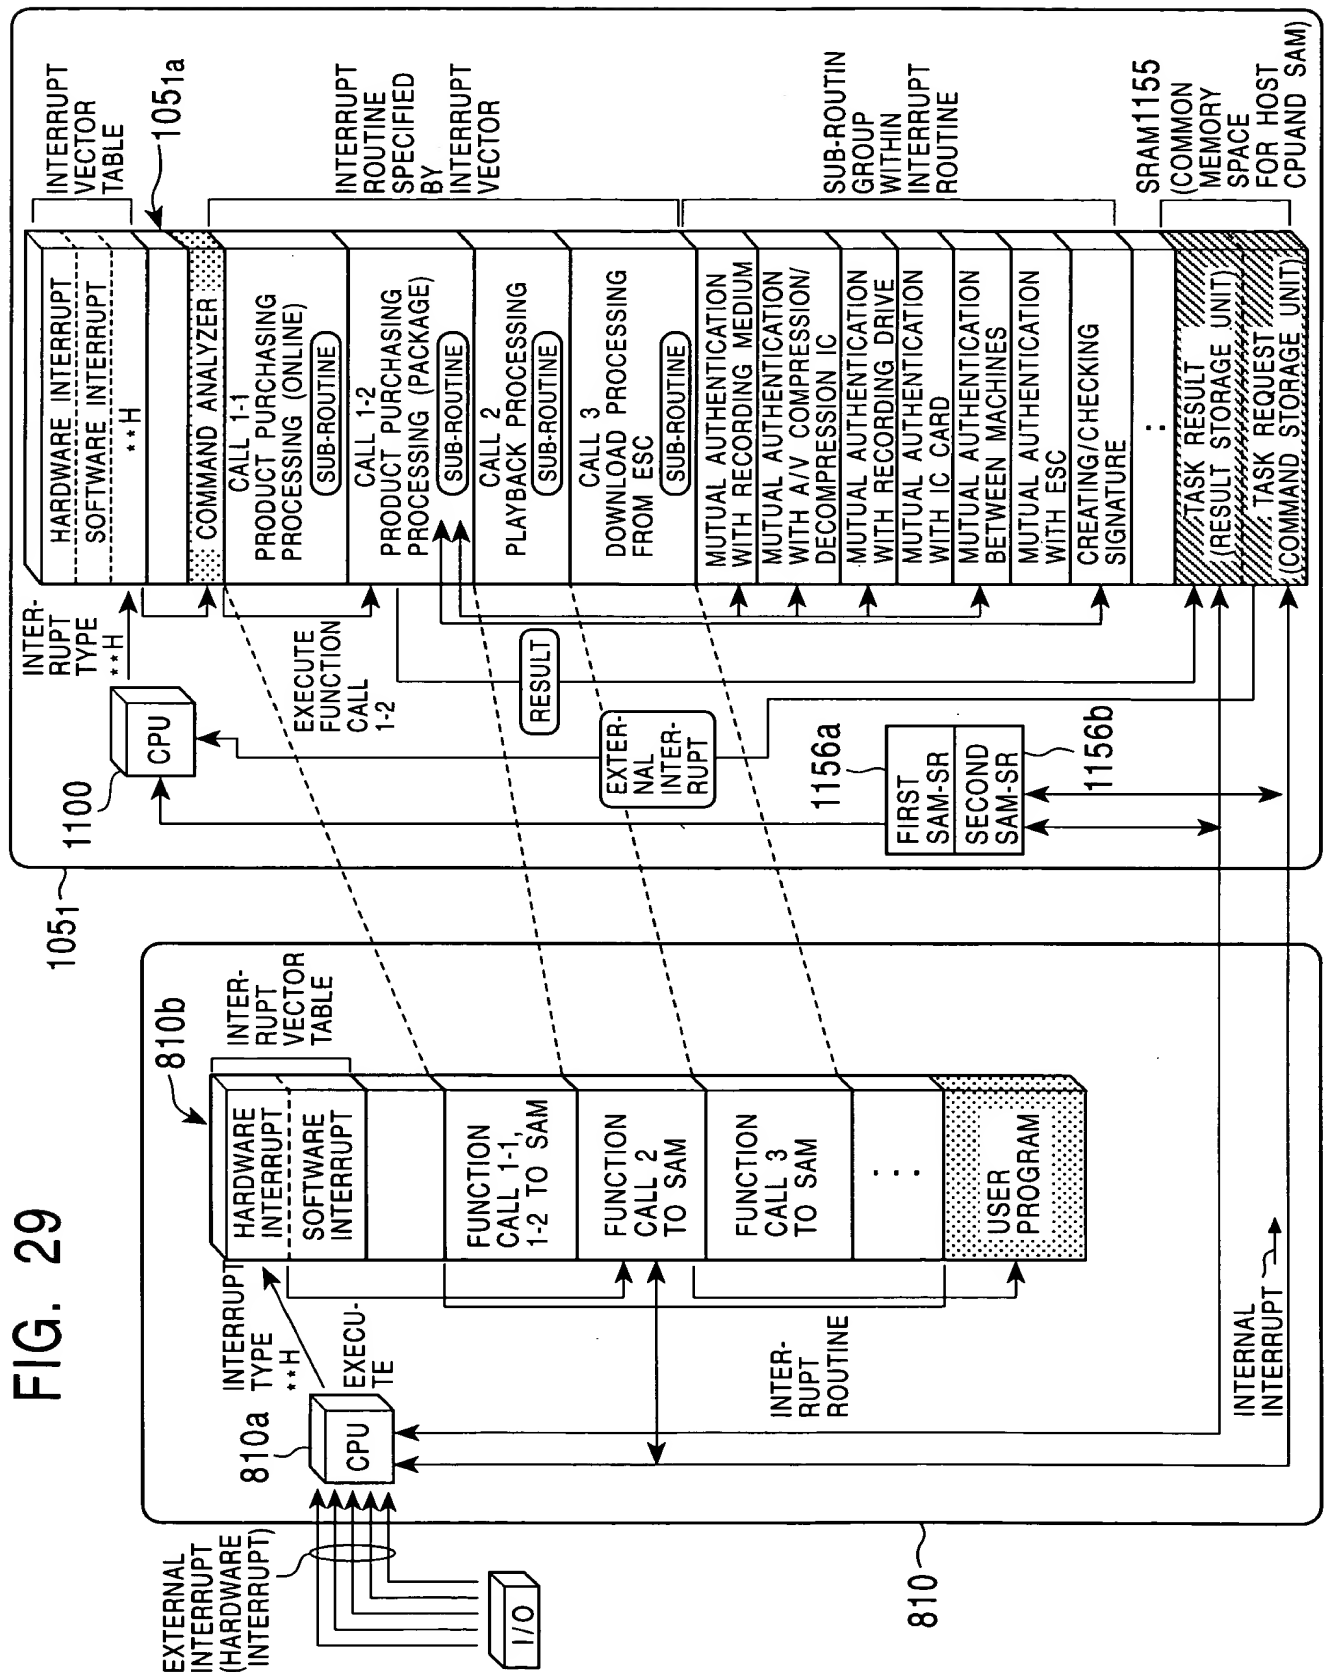 FIG. 29
EXTERNAL
INTERRUPT
(HARDWARE
INTERRUPT)
I/O
810a
CPU
INTERRUPT
TYPE
**H
EXECU-
TE
810b
INTER-
RUPT
VECTOR
TABLE
HARDWARE
INTERRUPT
SOFTWARE
INTERRUPT
FUNCTION
CALL 1-1,
1-2 TO SAM
FUNCTION
CALL 2
TO SAM
FUNCTION
CALL 3
TO SAM
...
USER
PROGRAM
INTER-
RUPT
ROUTINE
INTERNAL
INTERRUPT
810
1051
1100
CPU
INTER-
RUPT
TYPE
**H
EXECUTE
FUNCTION
CALL
1-2
RESULT
EXTER-
NAL
INTER-
RUPT
1156a
FIRST
SAM-SR
SECOND
SAM-SR
1156b
HARDWARE INTERRUPT
SOFTWARE INTERRUPT
**H
COMMAND ANALYZER
CALL 1-1
PRODUCT PURCHASING
PROCESSING (ONLINE)
SUB-ROUTINE
CALL 1-2
PRODUCT PURCHASING
PROCESSING (PACKAGE)
SUB-ROUTINE
CALL 2
PLAYBACK PROCESSING
SUB-ROUTINE
CALL 3
DOWNLOAD PROCESSING
FROM ESC
SUB-ROUTINE
MUTUAL AUTHENTICATION
WITH RECORDING MEDIUM
MUTUAL AUTHENTICATION
WITH A/V COMPRESSION/
DECOMPRESSION IC
MUTUAL AUTHENTICATION
WITH RECORDING DRIVE
MUTUAL AUTHENTICATION
WITH IC CARD
MUTUAL AUTHENTICATION
BETWEEN MACHINES
MUTUAL AUTHENTICATION
WITH ESC
CREATING/CHECKING
SIGNATURE
:
TASK RESULT
(RESULT STORAGE UNIT)
TASK REQUEST
(COMMAND STORAGE UNIT)
INTERRUPT
VECTOR
TABLE
1051a
INTERRUPT
ROUTINE
SPECIFIED
BY
INTERRUPT
VECTOR
SUB-ROUTIN
GROUP
WITHIN
INTERRUPT
ROUTINE
SRAM1155
(COMMON
MEMORY
SPACE
FOR HOST
CPUAND SAM)